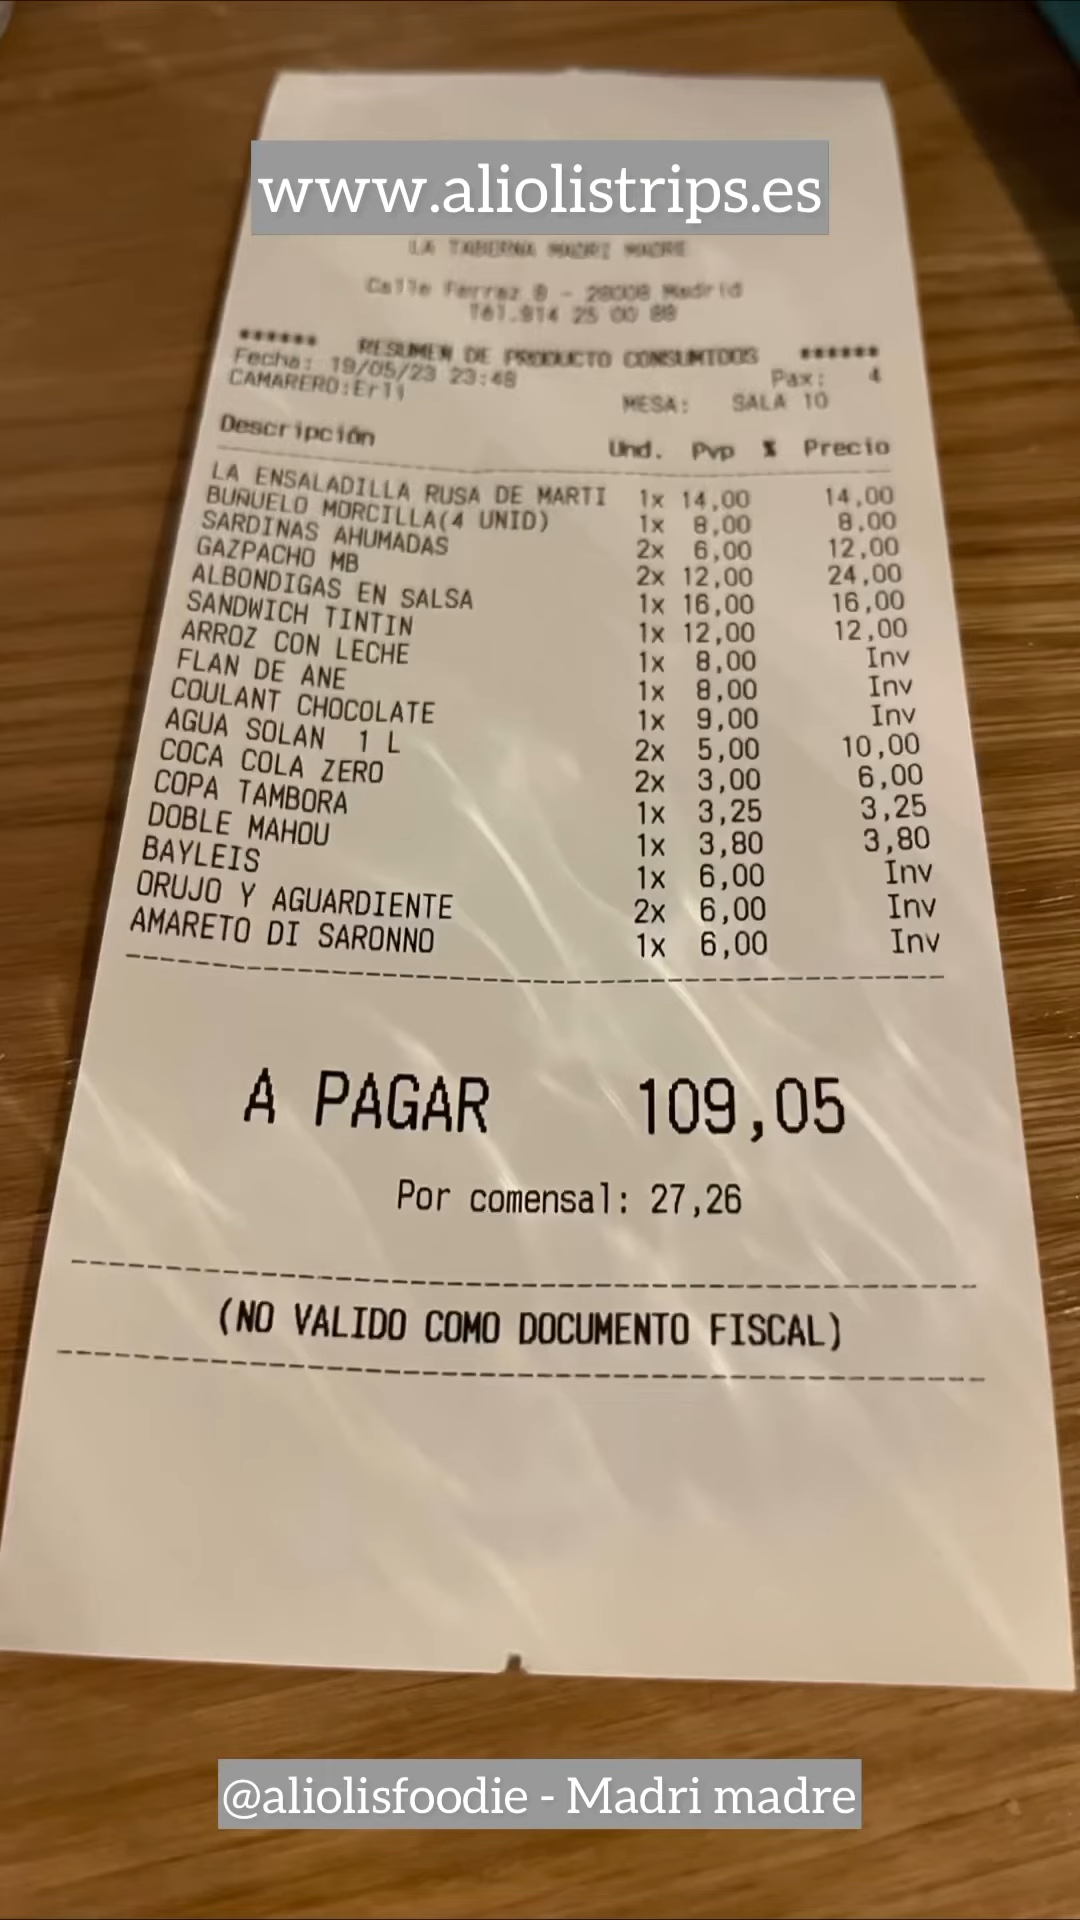 www.aliolistrips.es
LA TABERNA MADRI MADRE
Calle Ferraz 8 - 28008 Madrid
Tél.914 25 00 88
****** RESUMEN DE PRODUCTO CONSUMIDOS ******
Fecha: 19/05/23 23:48 Pax: 4
CAMARERO:Erli MESA: SALA 10
Descripción Und. Pvp % Precio
LA ENSALADILLA RUSA DE MARTI 1x 14,00 14,00
BUÑUELO MORCILLA(4 UNID) 1x 8,00 8,00
SARDINAS AHUMADAS 2x 6,00 12,00
GAZPACHO MB 2x 12,00 24,00
ALBONDIGAS EN SALSA 1x 16,00 16,00
SANDWICH TINTIN 1x 12,00 12,00
ARROZ CON LECHE 1x 8,00 Inv
FLAN DE ANE 1x 8,00 Inv
COULANT CHOCOLATE 1x 9,00 Inv
AGUA SOLAN 1 L 2x 5,00 10,00
COCA COLA ZERO 2x 3,00 6,00
COPA TAMBORA 1x 3,25 3,25
DOBLE MAHOU 1x 3,80 3,80
BAYLEIS 1x 6,00 Inv
ORUJO Y AGUARDIENTE 2x 6,00 Inv
AMARETO DI SARONNO 1x 6,00 Inv
A PAGAR 109,05
Por comensal: 27,26
(NO VALIDO COMO DOCUMENTO FISCAL)
@aliolisfoodie - Madri madre